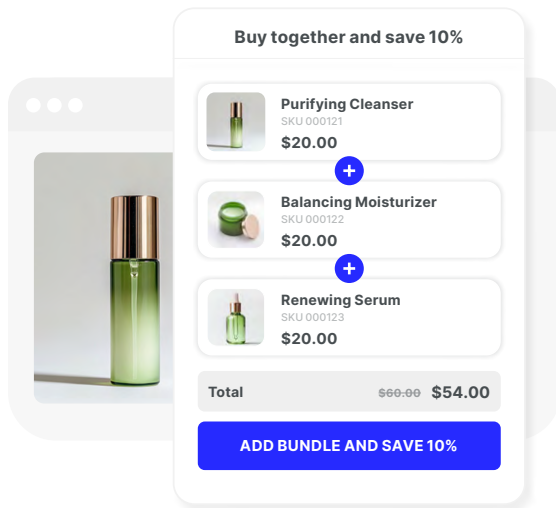 Buy together and save 10%
Purifying Cleanser
SKU 000121
$20.00
+
Balancing Moisturizer
SKU 000122
$20.00
+
Renewing Serum
SKU 000123
$20.00
Total $60.00 $54.00
ADD BUNDLE AND SAVE 10%